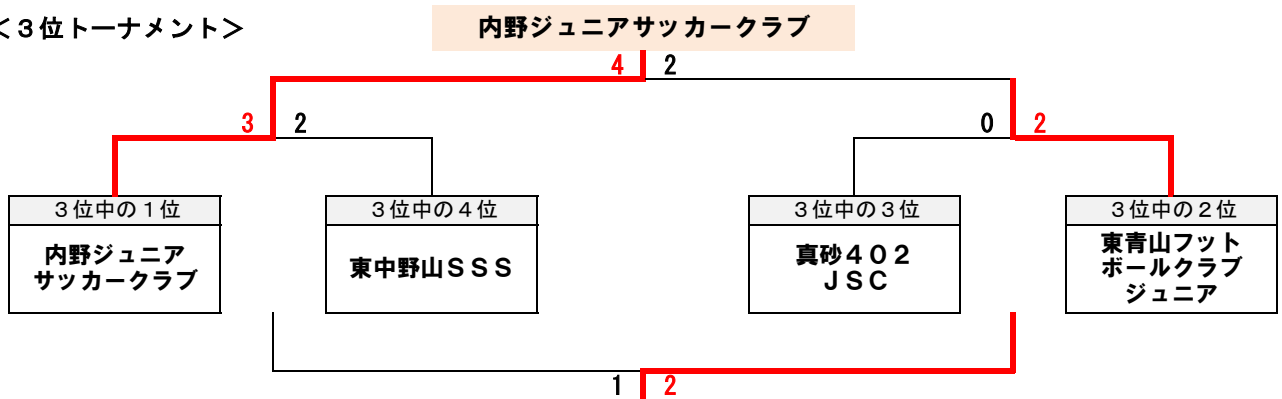 ＜３位トーナメント＞
内野ジュニアサッカークラブ
4 2
3 2
0 2
３位中の１位
３位中の４位
３位中の３位
３位中の２位
内野ジュニア
サッカークラブ
東中野山ＳＳＳ
真砂４０２
ＪＳＣ
東青山フット
ボールクラブ
ジュニア
1 2